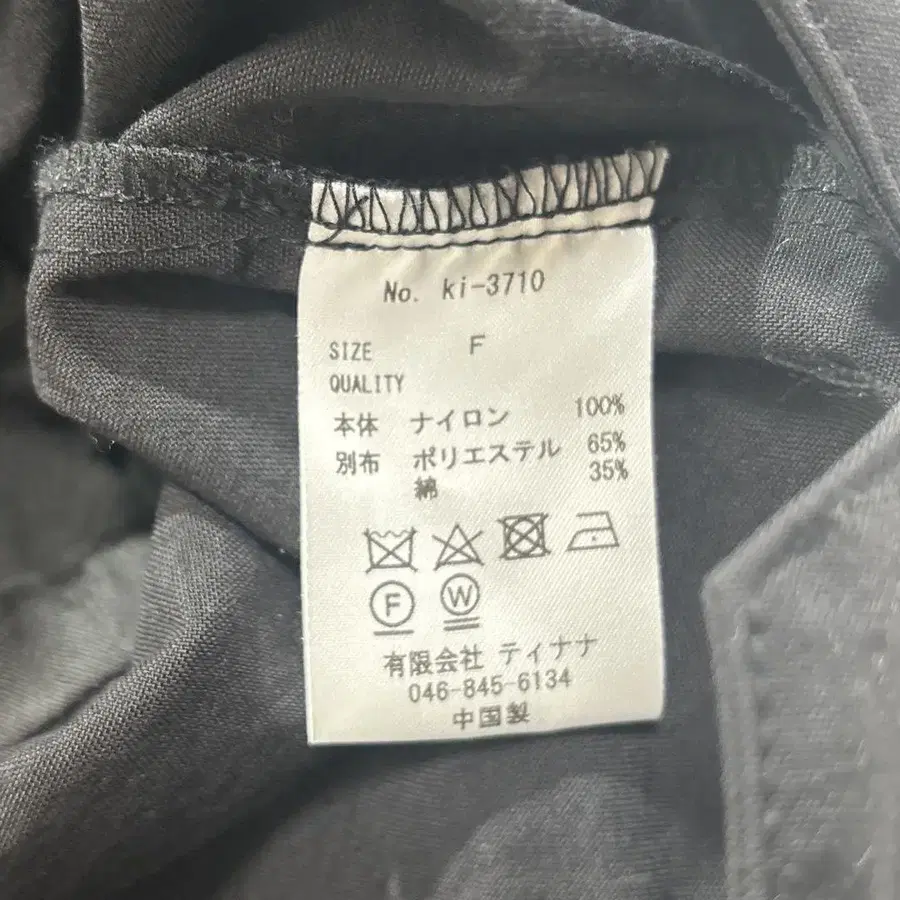 No. ki-3710
SIZE F
QUALITY
本体 ナイロン 100%
別布 ポリエステル 65%
綿 35%
F W
有限会社 ティナナ
046-845-6134
中国製